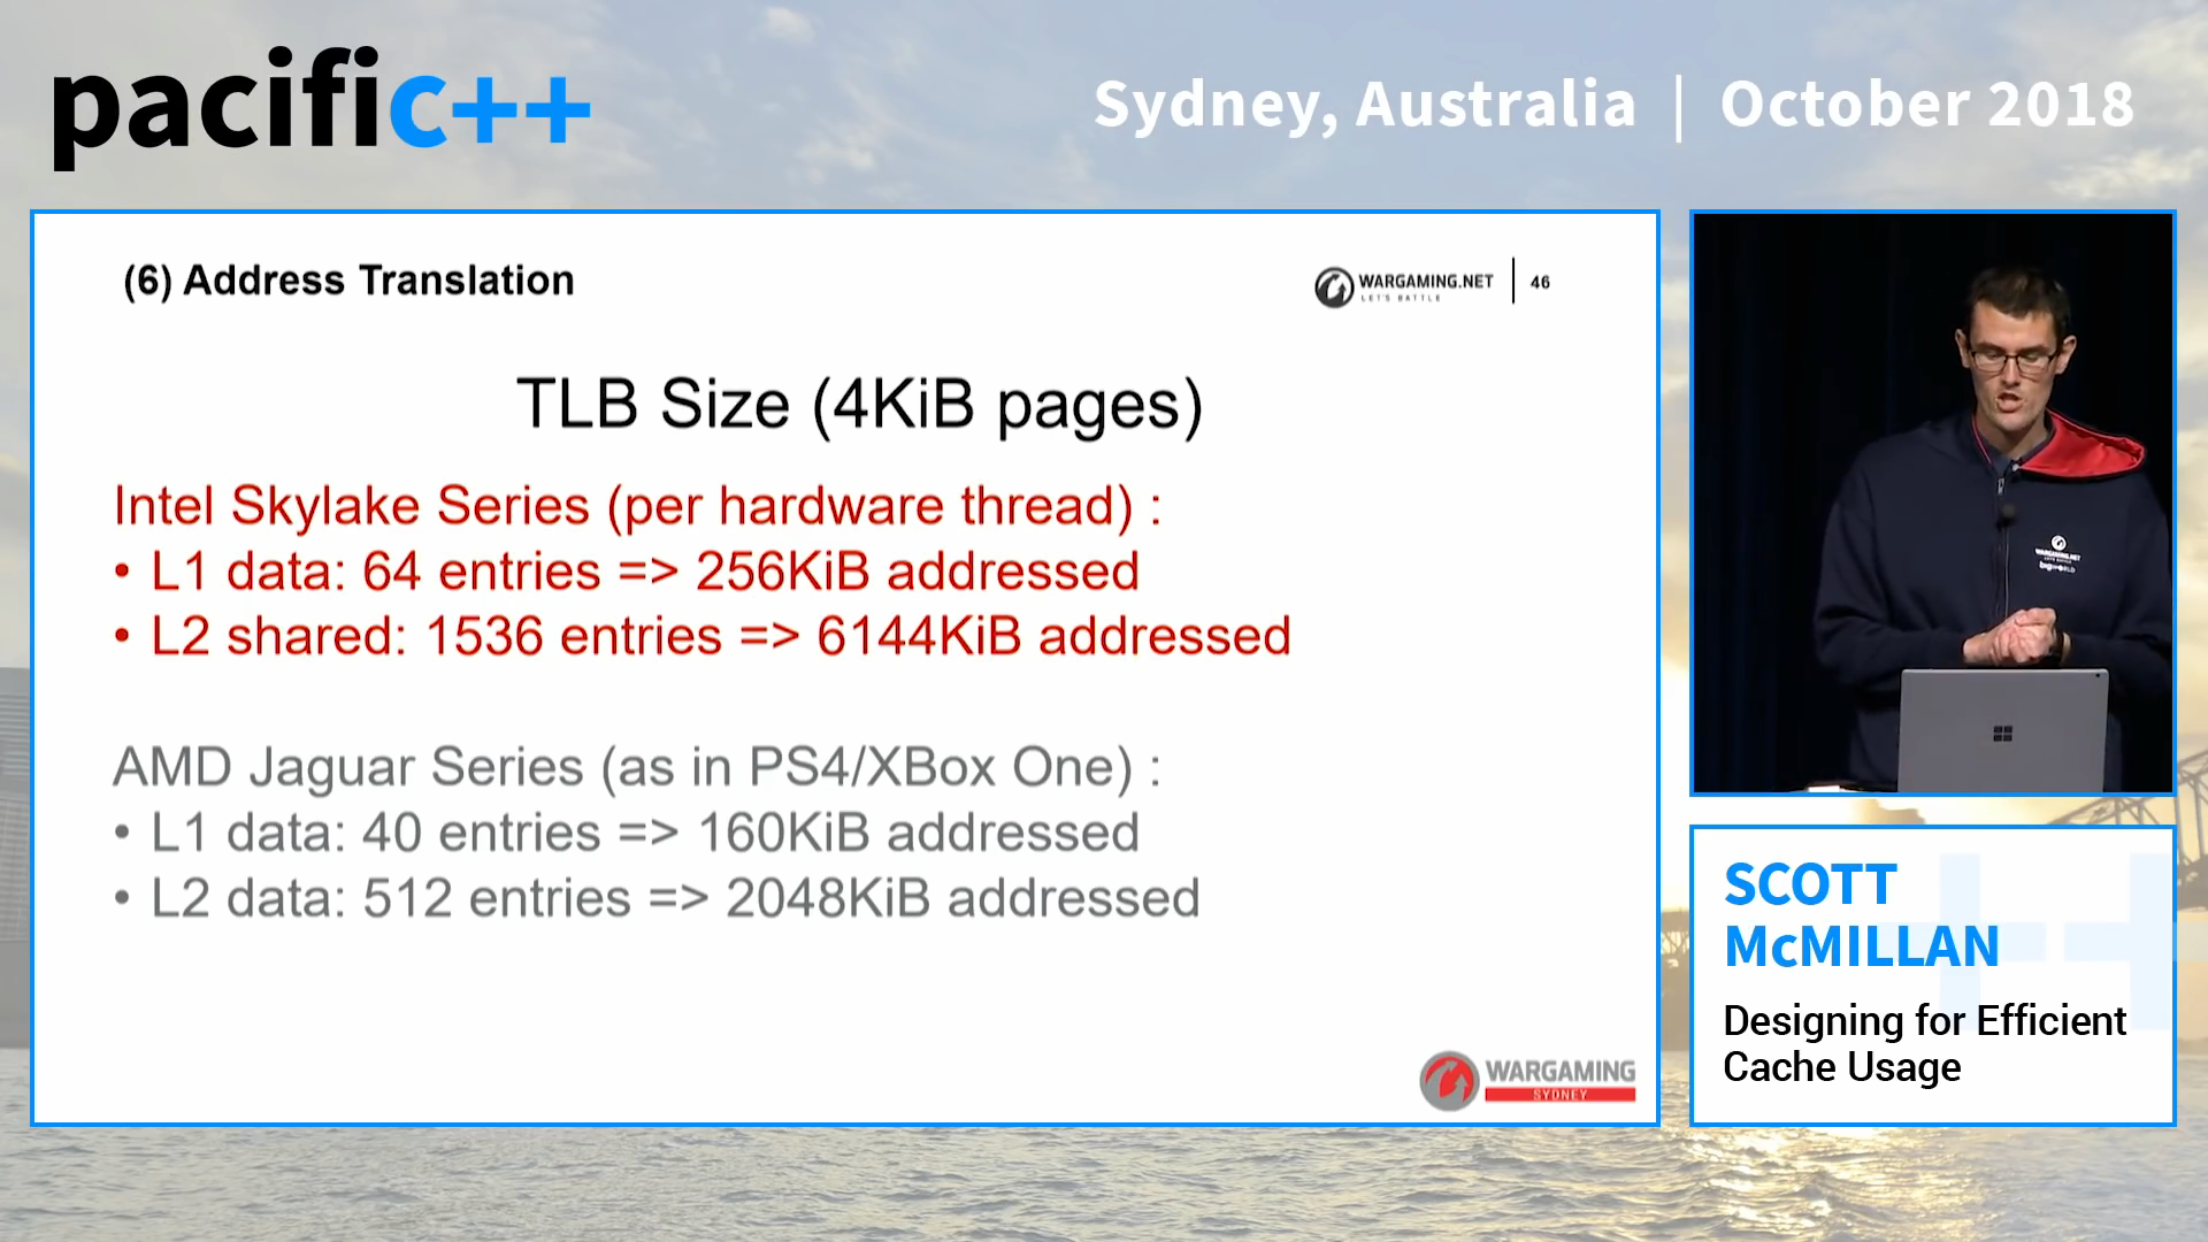 pacific++
Sydney, Australia | October 2018
(6) Address Translation
WARGAMING.NET
LET'S BATTLE
46
TLB Size (4KiB pages)
Intel Skylake Series (per hardware thread) :
• L1 data: 64 entries => 256KiB addressed
• L2 shared: 1536 entries => 6144KiB addressed
AMD Jaguar Series (as in PS4/XBox One) :
• L1 data: 40 entries => 160KiB addressed
• L2 data: 512 entries => 2048KiB addressed
WARGAMING
SYDNEY
WARGAMING.NET
SCOTT
McMILLAN
Designing for Efficient
Cache Usage